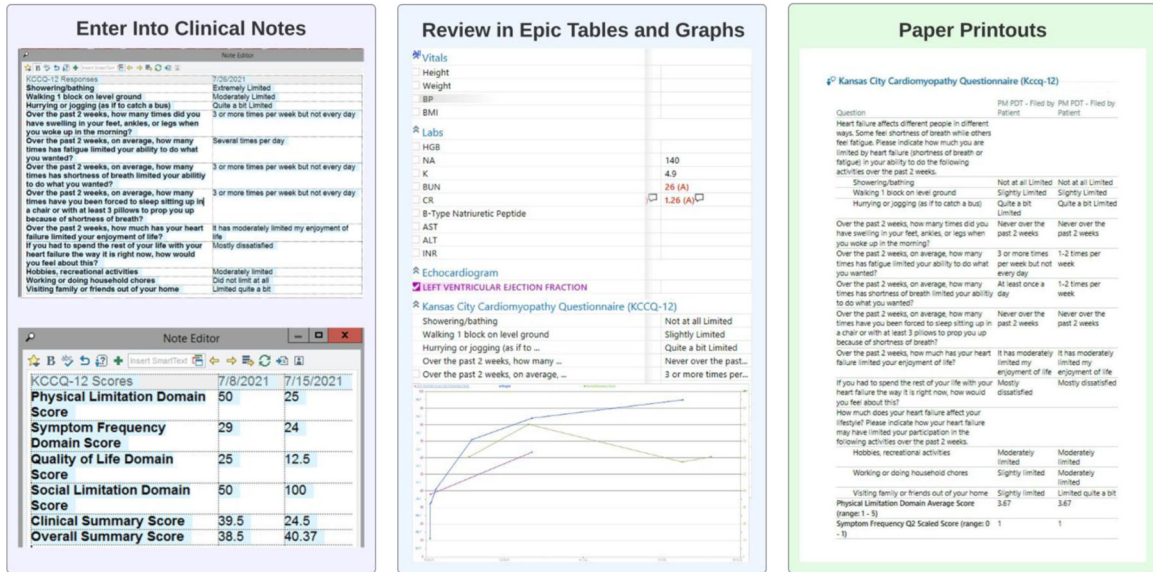 Enter Into Clinical Notes
Note Editor
Insert SmartText
KCCQ-12 Responses 7/26/2021
Showering/bathing Extremely Limited
Walking 1 block on level ground Moderately Limited
Hurrying or jogging (as if to catch a bus) Quite a bit Limited
Over the past 2 weeks, how many times did you 3 or more times per week but not every day
have swelling in your feet, ankles, or legs when
you woke up in the morning?
Over the past 2 weeks, on average, how many Several times per day
times has fatigue limited your ability to do what
you wanted?
Over the past 2 weeks, on average, how many 3 or more times per week but not every day
times has shortness of breath limited your ability
to do what you wanted?
Over the past 2 weeks, on average, how many 3 or more times per week but not every day
times have you been forced to sleep sitting up in
a chair or with at least 3 pillows to prop you up
because of shortness of breath?
Over the past 2 weeks, how much has your heart It has moderately limited my enjoyment of
failure limited your enjoyment of life? life
If you had to spend the rest of your life with your Mostly dissatisfied
heart failure the way it is right now, how would
you feel about this?
Hobbies, recreational activities Moderately limited
Working or doing household chores Did not limit at all
Visiting family or friends out of your home Limited quite a bit
Note Editor
Insert SmartText
KCCQ-12 Scores 7/8/2021 7/15/2021
Physical Limitation Domain 50 25
Score
Symptom Frequency 29 24
Domain Score
Quality of Life Domain 25 12.5
Score
Social Limitation Domain 50 100
Score
Clinical Summary Score 39.5 24.5
Overall Summary Score 38.5 40.37
Review in Epic Tables and Graphs
Vitals
Height
Weight
BP
BMI
Labs
HGB
NA 140
K 4.9
BUN 26 (A)
CR 1.26 (A)
B-Type Natriuretic Peptide
AST
ALT
INR
Echocardiogram
LEFT VENTRICULAR EJECTION FRACTION
Kansas City Cardiomyopathy Questionnaire (KCCQ-12)
Showering/bathing Not at all Limited
Walking 1 block on level ground Slightly Limited
Hurrying or jogging (as if to ... Quite a bit Limited
Over the past 2 weeks, how many ... Never over the past...
Over the past 2 weeks, on average, ... 3 or more times per...
Paper Printouts
Kansas City Cardiomyopathy Questionnaire (Kccq-12)
PM PDT - Filed by PM PDT - Filed by
Question Patient Patient
Heart failure affects different people in different
ways. Some feel shortness of breath while others
feel fatigue. Please indicate how much you are
limited by heart failure (shortness of breath or
fatigue) in your ability to do the following
activities over the past 2 weeks.
Showering/bathing Not at all Limited Not at all Limited
Walking 1 block on level ground Slightly Limited Slightly Limited
Hurrying or jogging (as if to catch a bus) Quite a bit Quite a bit Limited
Limited
Over the past 2 weeks, how many times did you Never over the Never over the
have swelling in your feet, ankles, or legs when past 2 weeks past 2 weeks
you woke up in the morning?
Over the past 2 weeks, on average, how many 3 or more times 1-2 times per
times has fatigue limited your ability to do what per week but not week
you wanted? every day
Over the past 2 weeks, on average, how many At least once a 1-2 times per
times has shortness of breath limited your ability day week
to do what you wanted?
Over the past 2 weeks, on average, how many Never over the Never over the
times have you been forced to sleep sitting up in past 2 weeks past 2 weeks
a chair or with at least 3 pillows to prop you up
because of shortness of breath?
Over the past 2 weeks, how much has your heart It has moderately It has moderately
failure limited your enjoyment of life? limited my limited my
enjoyment of life enjoyment of life
If you had to spend the rest of your life with your Mostly Mostly dissatisfied
heart failure the way it is right now, how would dissatisfied
you feel about this?
How much does your heart failure affect your
lifestyle? Please indicate how your heart failure
may have limited your participation in the
following activities over the past 2 weeks.
Hobbies, recreational activities Moderately Moderately
limited limited
Working or doing household chores Slightly limited Moderately
limited
Visiting family or friends out of your home Slightly limited Limited quite a bit
Physical Limitation Domain Average Score 3.67 3.67
(range: 1 - 5)
Symptom Frequency Q2 Scaled Score (range: 0 1 1
- 1)